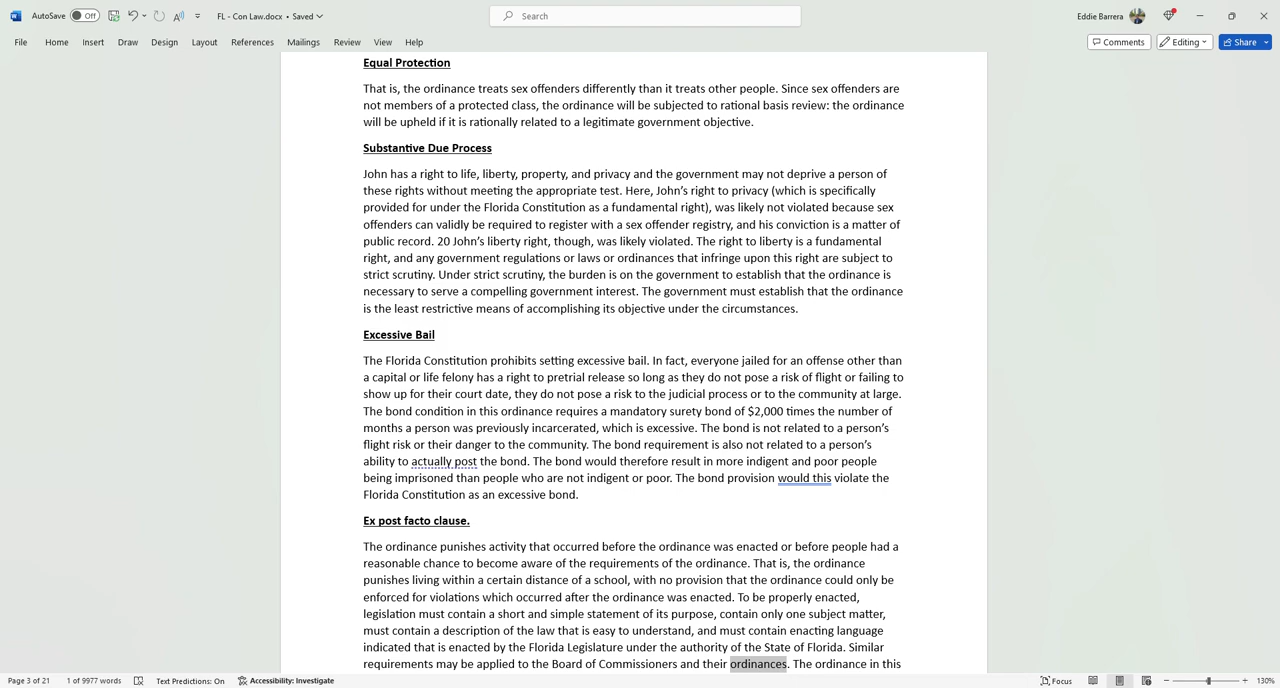 AutoSave Off FL - Con Law.docx • Saved Search Eddie Barrera
File Home Insert Draw Design Layout References Mailings Review View Help Comments Editing Share
Equal Protection
That is, the ordinance treats sex offenders differently than it treats other people. Since sex offenders are
not members of a protected class, the ordinance will be subjected to rational basis review: the ordinance
will be upheld if it is rationally related to a legitimate government objective.
Substantive Due Process
John has a right to life, liberty, property, and privacy and the government may not deprive a person of
these rights without meeting the appropriate test. Here, John’s right to privacy (which is specifically
provided for under the Florida Constitution as a fundamental right), was likely not violated because sex
offenders can validly be required to register with a sex offender registry, and his conviction is a matter of
public record. 20 John’s liberty right, though, was likely violated. The right to liberty is a fundamental
right, and any government regulations or laws or ordinances that infringe upon this right are subject to
strict scrutiny. Under strict scrutiny, the burden is on the government to establish that the ordinance is
necessary to serve a compelling government interest. The government must establish that the ordinance
is the least restrictive means of accomplishing its objective under the circumstances.
Excessive Bail
The Florida Constitution prohibits setting excessive bail. In fact, everyone jailed for an offense other than
a capital or life felony has a right to pretrial release so long as they do not pose a risk of flight or failing to
show up for their court date, they do not pose a risk to the judicial process or to the community at large.
The bond condition in this ordinance requires a mandatory surety bond of $2,000 times the number of
months a person was previously incarcerated, which is excessive. The bond is not related to a person’s
flight risk or their danger to the community. The bond requirement is also not related to a person’s
ability to actually post the bond. The bond would therefore result in more indigent and poor people
being imprisoned than people who are not indigent or poor. The bond provision would this violate the
Florida Constitution as an excessive bond.
Ex post facto clause.
The ordinance punishes activity that occurred before the ordinance was enacted or before people had a
reasonable chance to become aware of the requirements of the ordinance. That is, the ordinance
punishes living within a certain distance of a school, with no provision that the ordinance could only be
enforced for violations which occurred after the ordinance was enacted. To be properly enacted,
legislation must contain a short and simple statement of its purpose, contain only one subject matter,
must contain a description of the law that is easy to understand, and must contain enacting language
indicated that is enacted by the Florida Legislature under the authority of the State of Florida. Similar
requirements may be applied to the Board of Commissioners and their ordinances. The ordinance in this
Page 3 of 21 1 of 9977 words Text Predictions: On Accessibility: Investigate Focus 130%